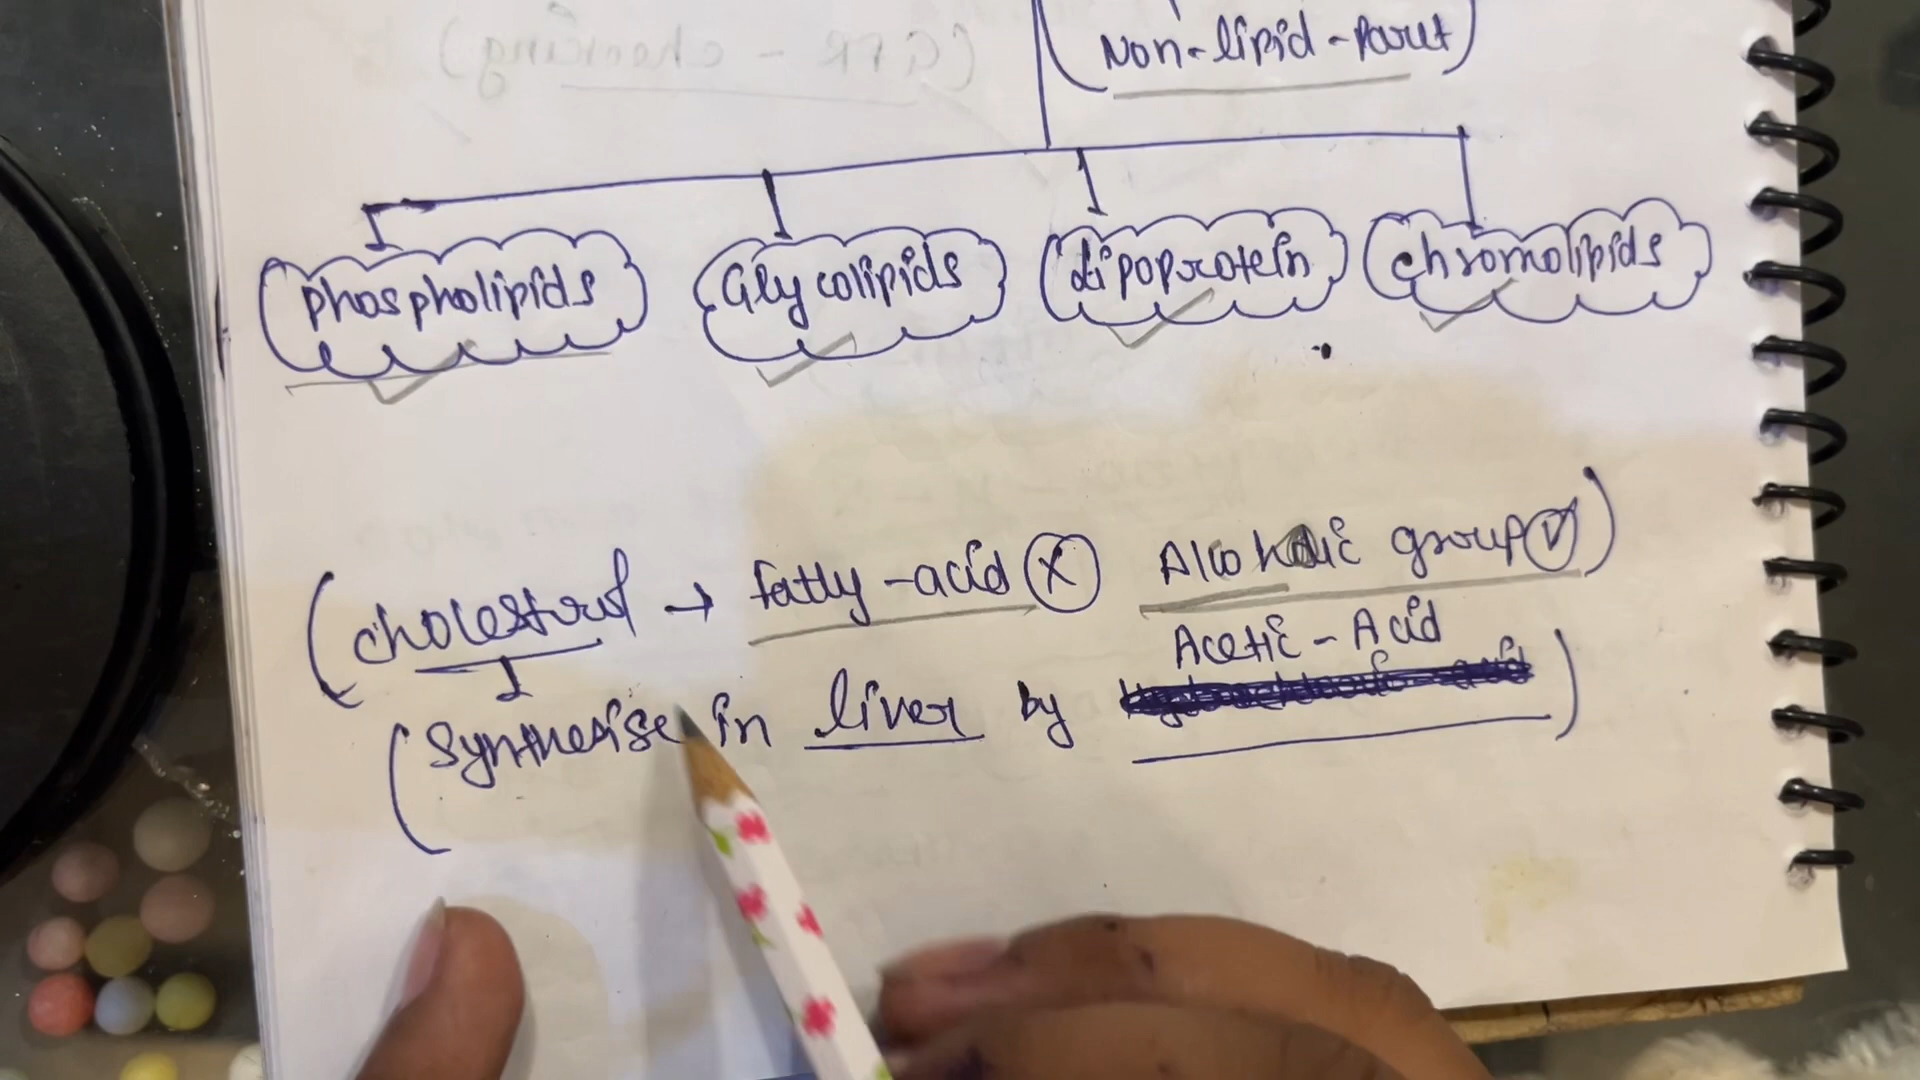 (Non-lipid-Part)
Phospholipids Glycolipids Lipoprotein chromolipids
(cholesterol → fatty-acid X Alcoholic group ✓)
Acetic-Acid
(Synthesise in liver by )